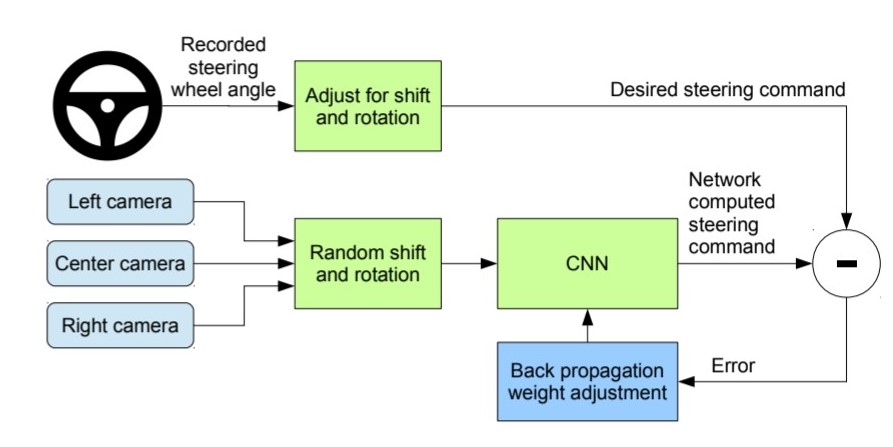 Recorded
steering
wheel angle
Adjust for shift
and rotation
Desired steering command
Left camera
Center camera
Right camera
Random shift
and rotation
CNN
Network
computed
steering
command
-
Back propagation
weight adjustment
Error